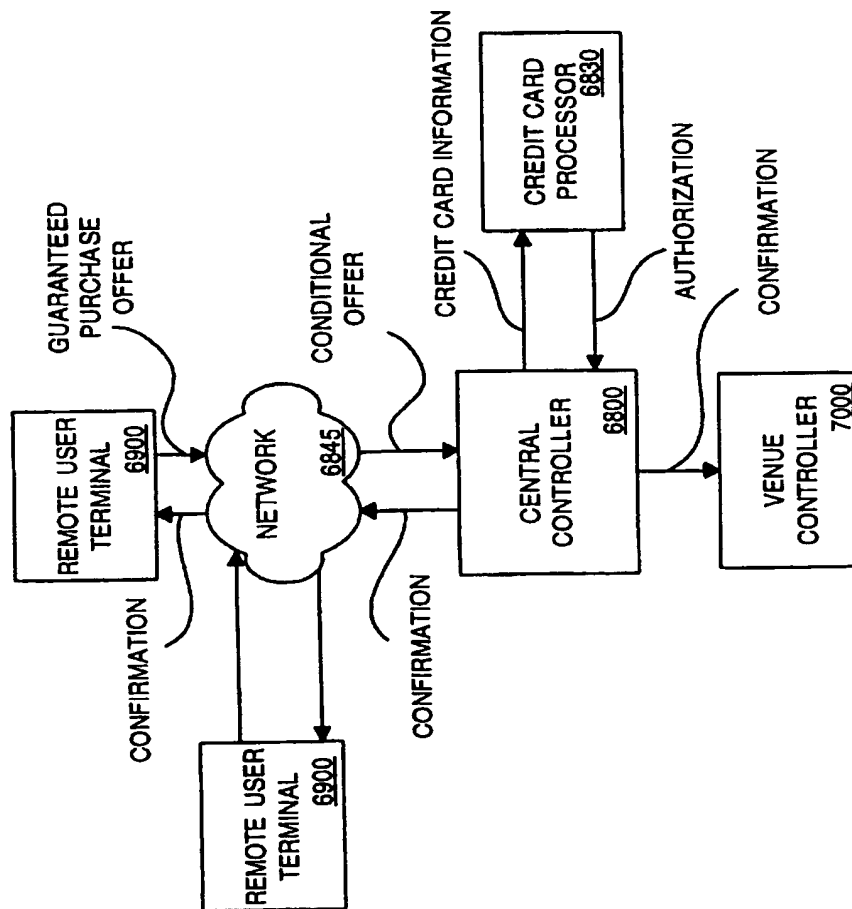 REMOTE USER
TERMINAL
6900
CONFIRMATION
REMOTE USER
TERMINAL
6900
GUARANTEED
PURCHASE
OFFER
NETWORK
6845
CONFIRMATION
CONDITIONAL
OFFER
CENTRAL
CONTROLLER
6800
CREDIT CARD INFORMATION
CREDIT CARD
PROCESSOR
6830
AUTHORIZATION
CONFIRMATION
VENUE
CONTROLLER
7000